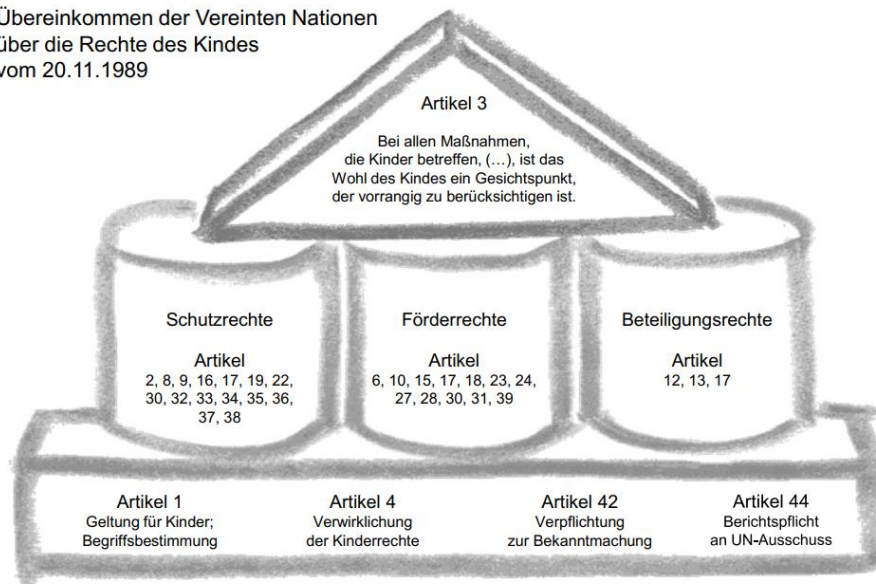 Übereinkommen der Vereinten Nationen
über die Rechte des Kindes
vom 20.11.1989
Artikel 3
Bei allen Maßnahmen,
die Kinder betreffen, (…), ist das
Wohl des Kindes ein Gesichtspunkt,
der vorrangig zu berücksichtigen ist.
Schutzrechte
Artikel
2, 8, 9, 16, 17, 19, 22,
30, 32, 33, 34, 35, 36,
37, 38
Förderrechte
Artikel
6, 10, 15, 17, 18, 23, 24,
27, 28, 30, 31, 39
Beteiligungsrechte
Artikel
12, 13, 17
Artikel 1
Geltung für Kinder;
Begriffsbestimmung
Artikel 4
Verwirklichung
der Kinderrechte
Artikel 42
Verpflichtung
zur Bekanntmachung
Artikel 44
Berichtspflicht
an UN-Ausschuss